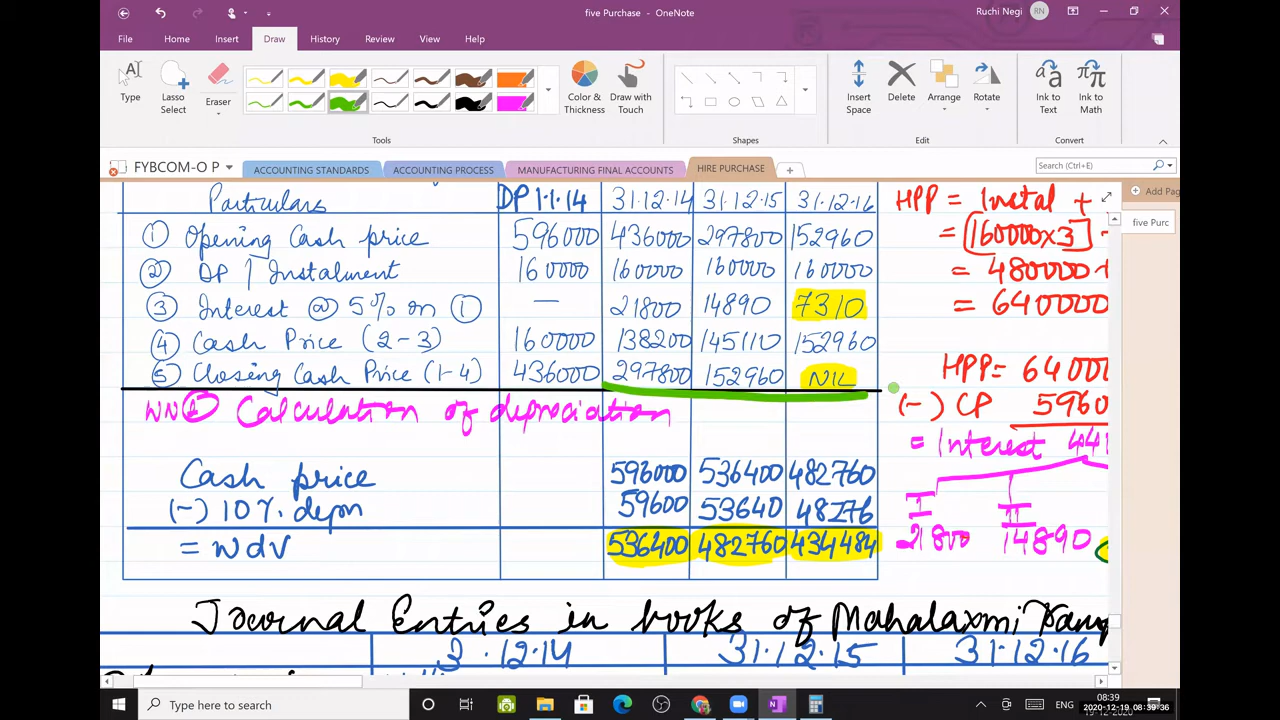 five Purchase - OneNote
Ruchi Negi RN
File Home Insert Draw History Review View Help
Type Lasso Select Eraser Color & Thickness Draw with Touch Insert Space Delete Arrange Rotate Ink to Text Ink to Math
Tools Shapes Edit Convert
FYBCOM-O P ACCOUNTING STANDARDS ACCOUNTING PROCESS MANUFACTURING FINAL ACCOUNTS HIRE PURCHASE Search (Ctrl+E)
Add Pag
five Purc
Particulars DP 1.1.14 31.12.14 31.12.15 31.12.16
① Opening Cash price 596000 436000 297800 152960
② DP / Instalment 160000 160000 160000 160000
③ Interest @ 5% on ① — 21800 14890 7310
④ Cash Price (2-3) 160000 138200 145110 152960
⑤ Closing Cash Price (1-4) 436000 297800 152960 NIL
HPP = Instal +
= (160000x3)
= 480000+
= 640000
HPP= 64000
(-) CP 5960
= Interest 441
I II
21800 14890
Calculation of depreciation
Cash price 596000 536400 482760
(-) 10%. depn 59600 53640 48276
= wdv 536400 482760 434484
Journal Entries in books of Mahalaxmi
31.12.15 31.12.16
Type here to search
ENG
08:39
2020-12-19 08:39:36